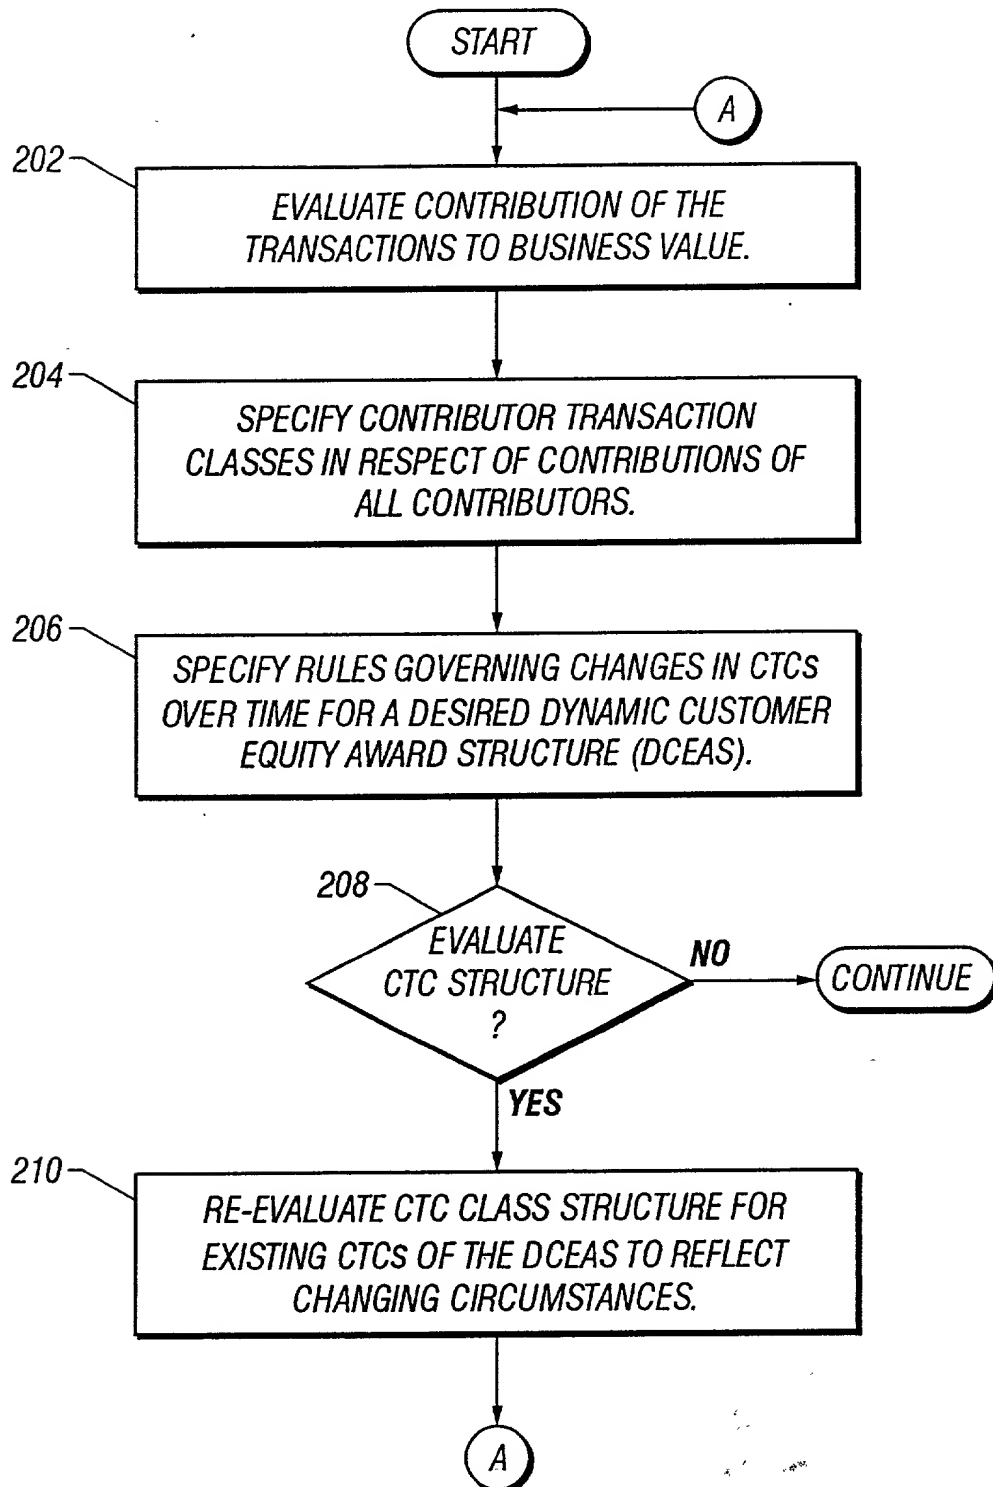 START
A
202
EVALUATE CONTRIBUTION OF THE
TRANSACTIONS TO BUSINESS VALUE.
204
SPECIFY CONTRIBUTOR TRANSACTION
CLASSES IN RESPECT OF CONTRIBUTIONS OF
ALL CONTRIBUTORS.
206
SPECIFY RULES GOVERNING CHANGES IN CTCs
OVER TIME FOR A DESIRED DYNAMIC CUSTOMER
EQUITY AWARD STRUCTURE (DCEAS).
208
EVALUATE
CTC STRUCTURE
?
NO
CONTINUE
YES
210
RE-EVALUATE CTC CLASS STRUCTURE FOR
EXISTING CTCs OF THE DCEAS TO REFLECT
CHANGING CIRCUMSTANCES.
A